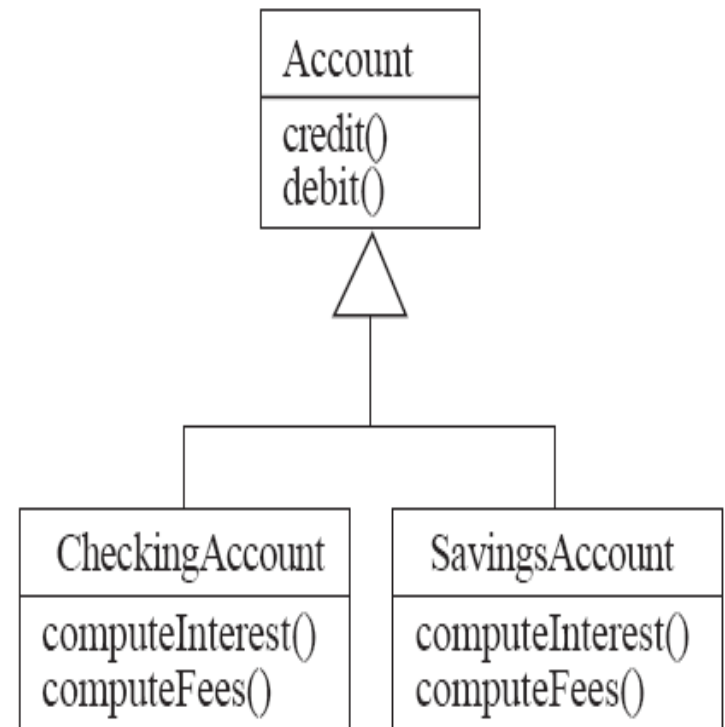 Account
credit()
debit()
CheckingAccount
computeInterest()
computeFees()
SavingsAccount
computeInterest()
computeFees()